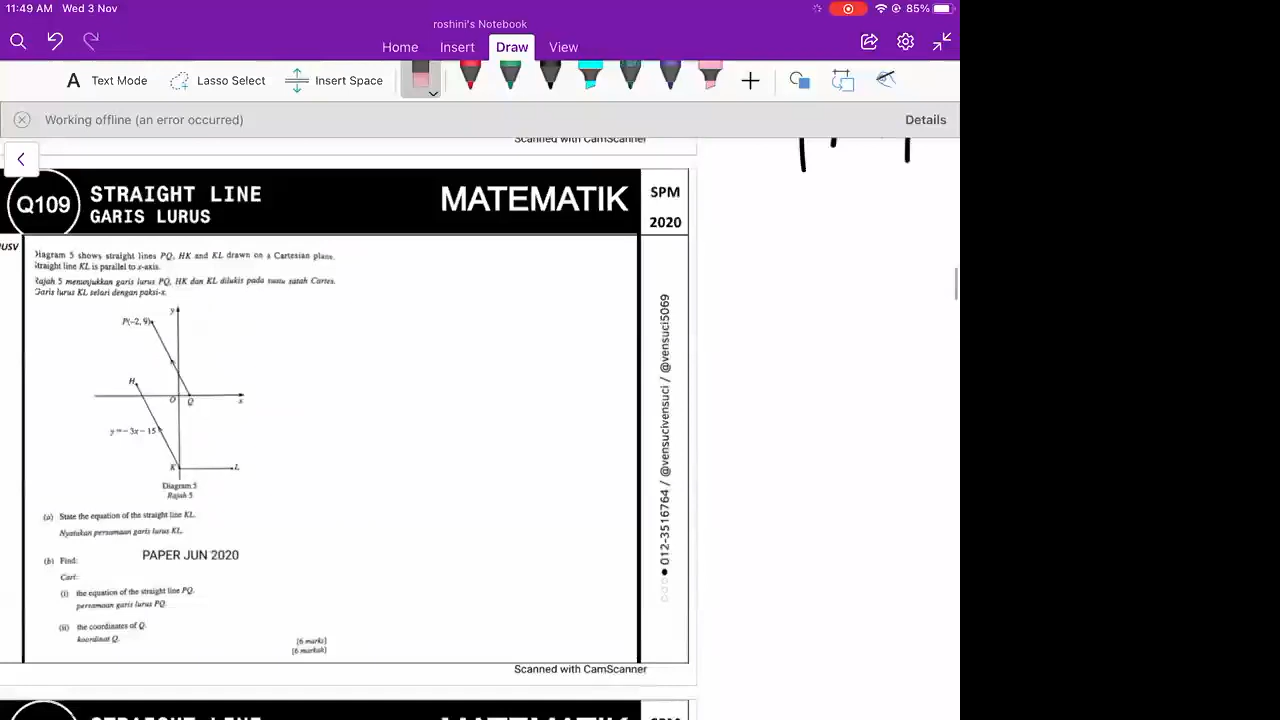 11:49 AM Wed 3 Nov
85%
roshini's Notebook
Home Insert Draw View
A Text Mode Lasso Select Insert Space
Working offline (an error occurred) Details
Scanned with CamScanner
Q109 STRAIGHT LINE
GARIS LURUS
MATEMATIK
SPM
2020
Diagram 5 shows straight lines PQ, HK and KL drawn on a Cartesian plane.
Straight line KL is parallel to x-axis.
Rajah 5 menunjukkan garis lurus PQ, HK dan KL dilukis pada suatu satah Cartes.
Garis lurus KL selari dengan paksi-x.
y
P(−2, 9)
H
O Q x
y = − 3x − 15
K L
Diagram 5
Rajah 5
(a) State the equation of the straight line KL.
Nyatakan persamaan garis lurus KL.
PAPER JUN 2020
(b) Find:
Cari:
(i) the equation of the straight line PQ.
persamaan garis lurus PQ.
(ii) the coordinates of Q.
koordinat Q.
[6 marks]
[6 markah]
012-3516764 / @vensucivensuci / @vensuci5069
Scanned with CamScanner
STRAIGHT LINE
MATEMATIK
SPM